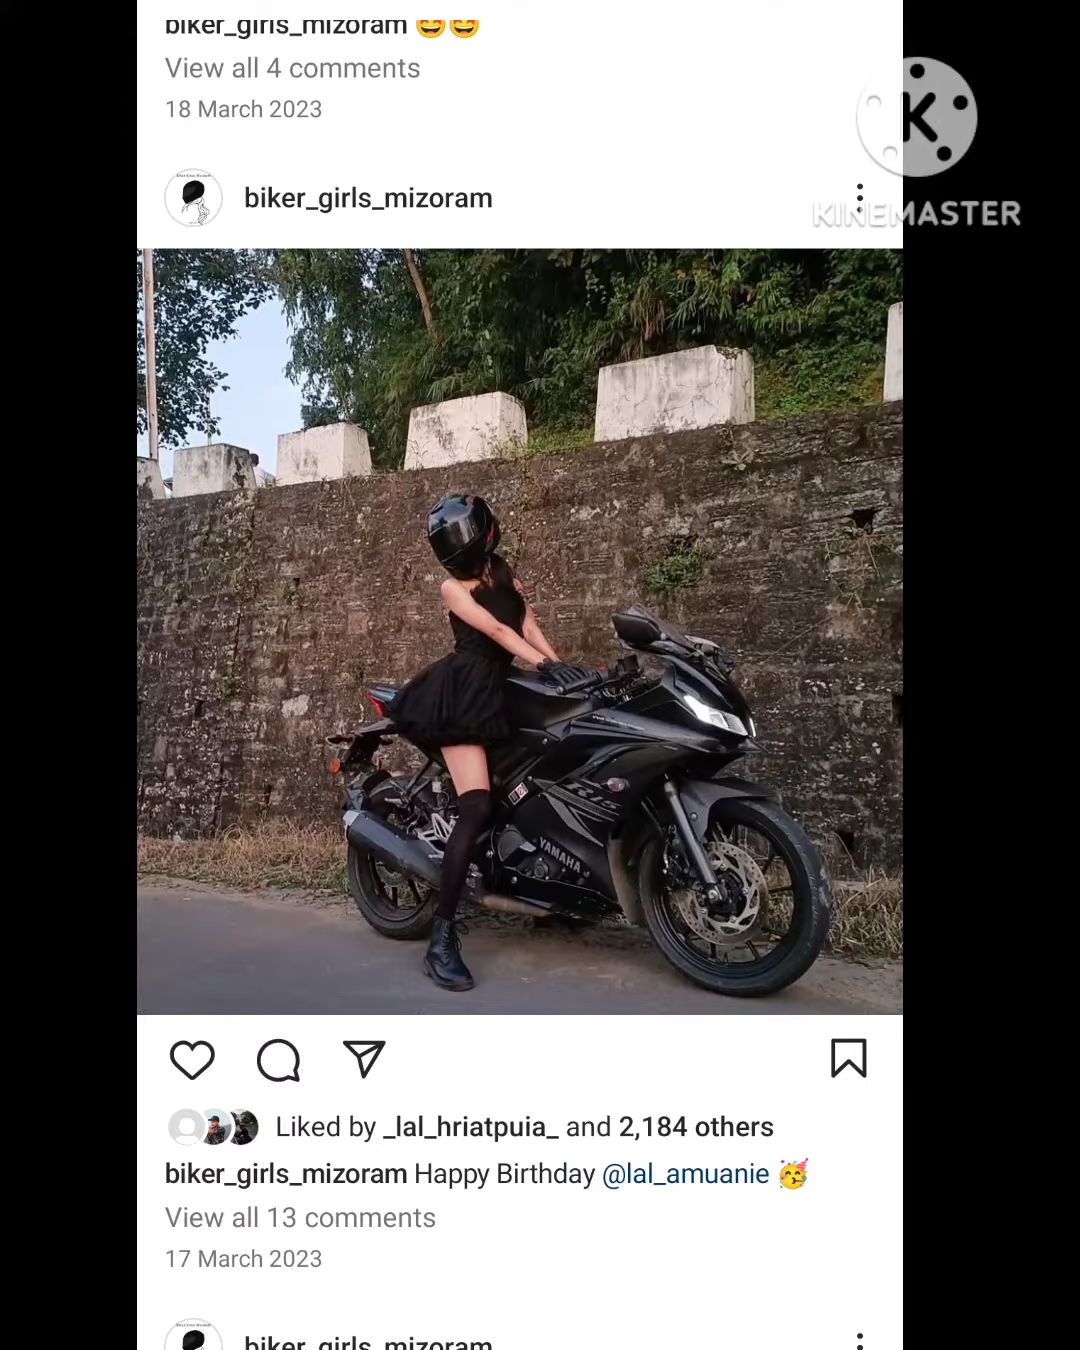 biker_girls_mizoram 🤩🤩
View all 4 comments
18 March 2023
biker_girls_mizoram
KINEMASTER
K
R15
YAMAHA
Liked by _lal_hriatpuia_ and 2,184 others
biker_girls_mizoram Happy Birthday @lal_amuanie 🥳
View all 13 comments
17 March 2023
biker_girls_mizoram